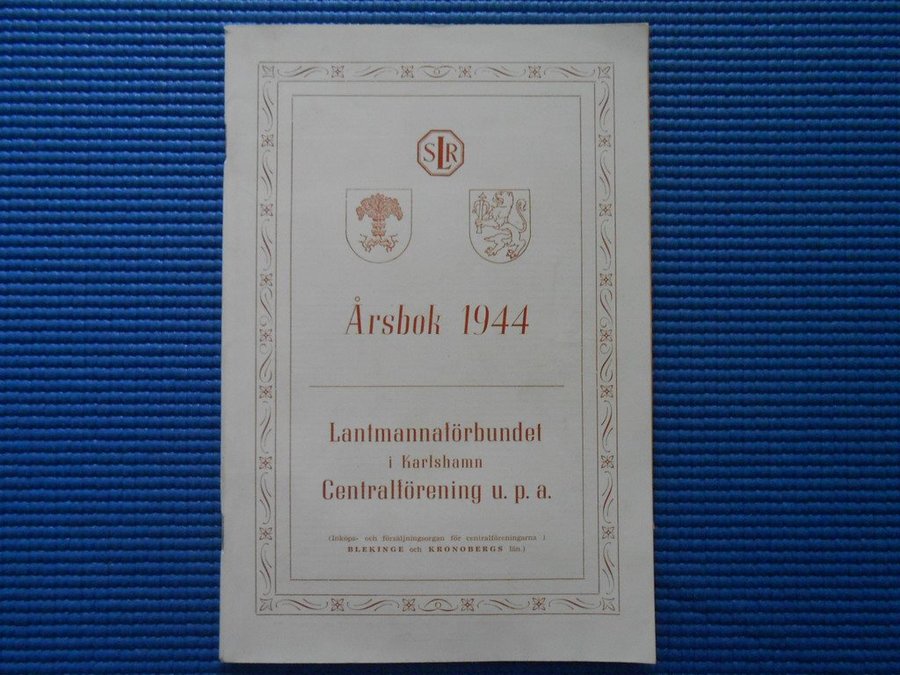 SLR
Årsbok 1944
Lantmannaförbundet
i Karlshamn
Centralförening u. p. a.
(Inköps- och försäljningsorgan för centralföreningarna i
BLEKINGE och KRONOBERGS län.)